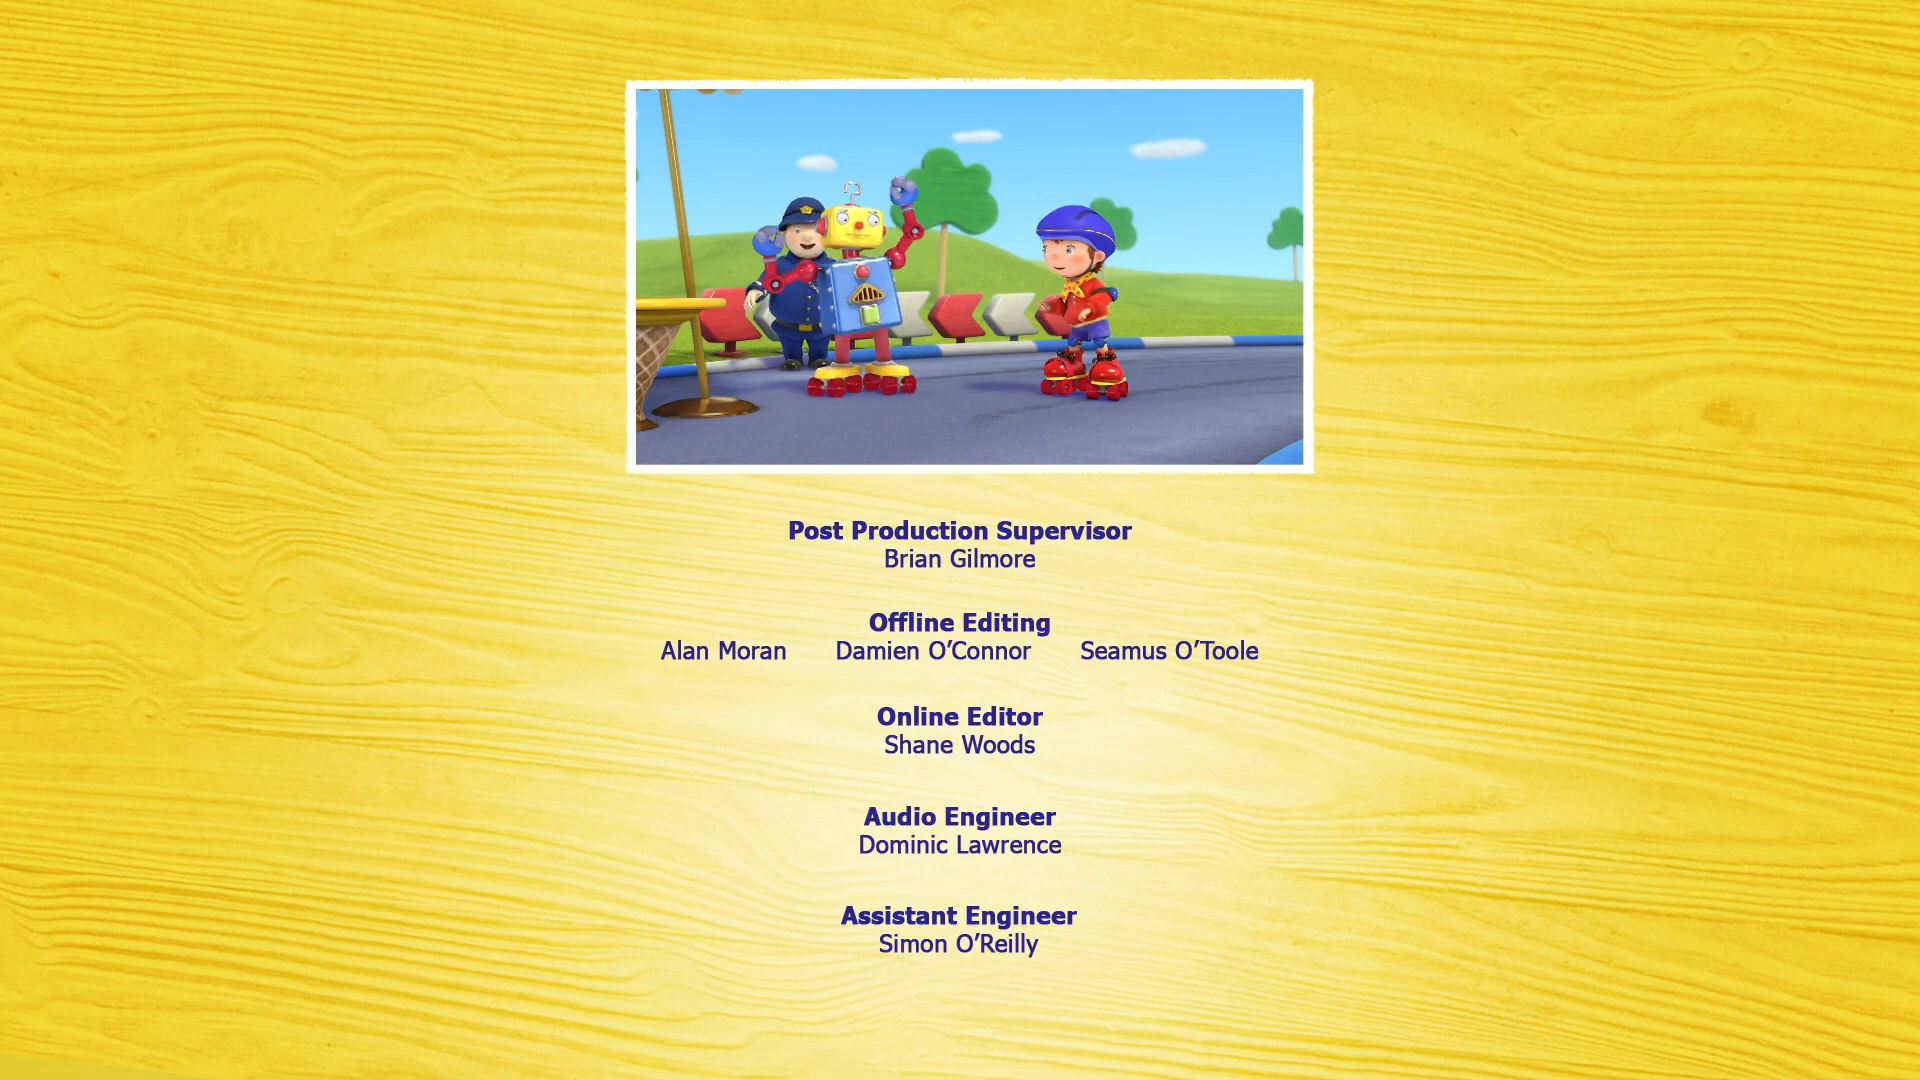 Post Production Supervisor
Brian Gilmore
Offline Editing
Alan Moran Damien O’Connor Seamus O’Toole
Online Editor
Shane Woods
Audio Engineer
Dominic Lawrence
Assistant Engineer
Simon O’Reilly